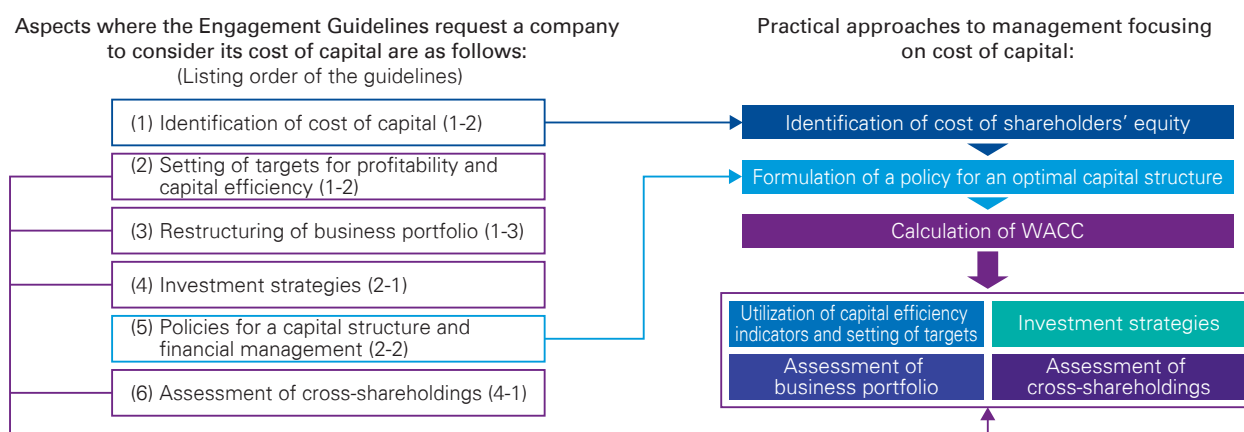 Aspects where the Engagement Guidelines request a company
to consider its cost of capital are as follows:
(Listing order of the guidelines)
(1) Identification of cost of capital (1-2)
(2) Setting of targets for profitability and
capital efficiency (1-2)
(3) Restructuring of business portfolio (1-3)
(4) Investment strategies (2-1)
(5) Policies for a capital structure and
financial management (2-2)
(6) Assessment of cross-shareholdings (4-1)
Practical approaches to management focusing
on cost of capital:
Identification of cost of shareholders’ equity
Formulation of a policy for an optimal capital structure
Calculation of WACC
Utilization of capital efficiency
indicators and setting of targets
Investment strategies
Assessment of
business portfolio
Assessment of
cross-shareholdings